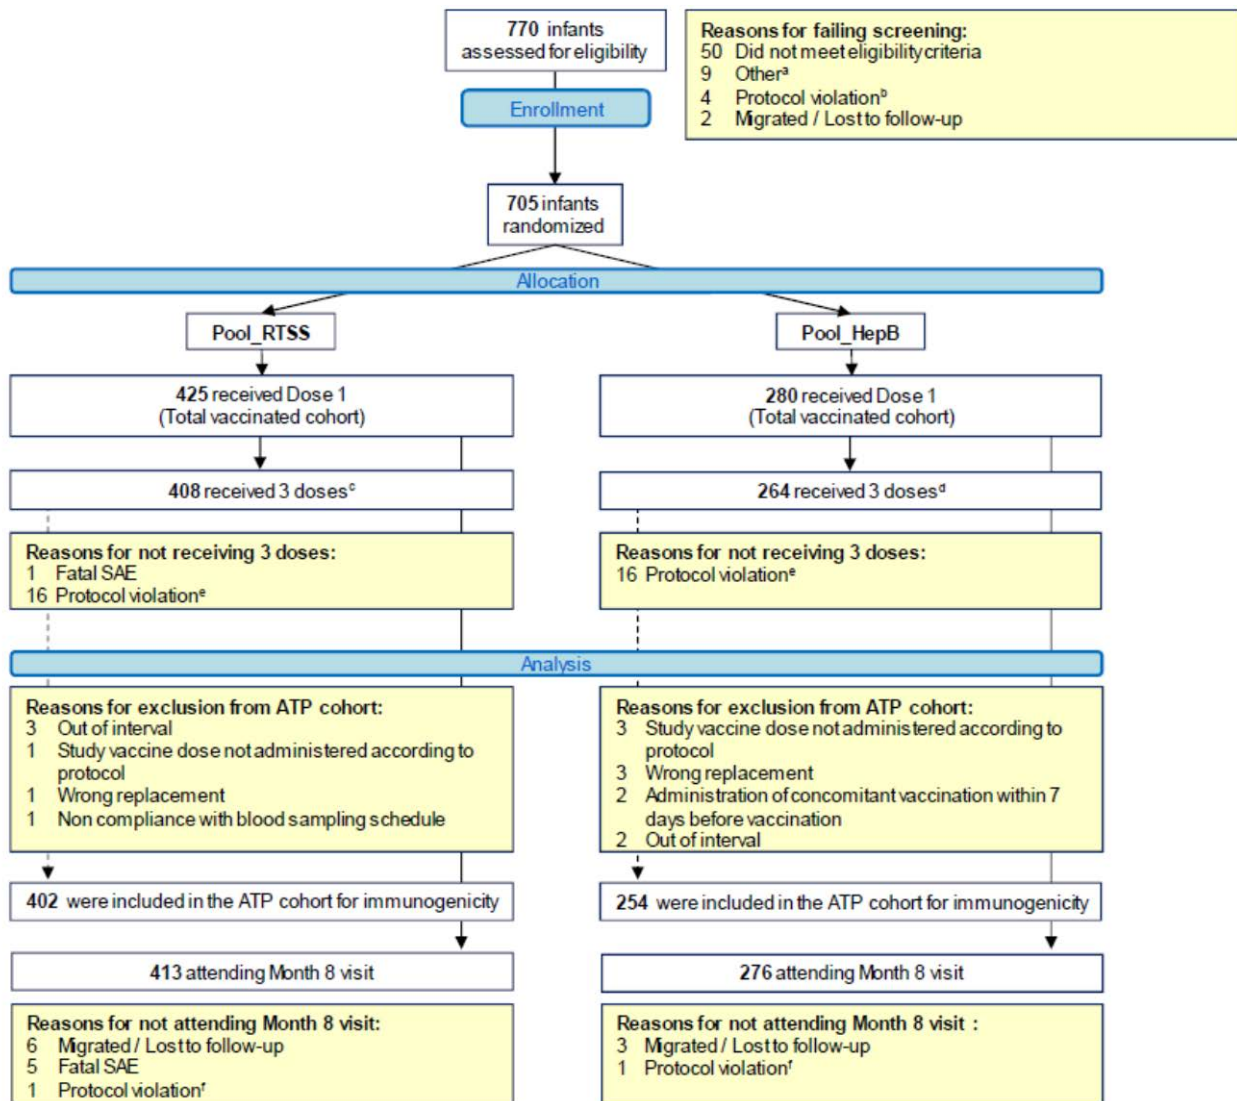 770 infants
assessed for eligibility
Reasons for failing screening:
50 Did not meet eligibility criteria
9 Otherᵃ
4 Protocol violationᵇ
2 Migrated / Lost to follow-up
Enrollment
705 infants
randomized
Allocation
Pool_RTSS
Pool_HepB
425 received Dose 1
(Total vaccinated cohort)
280 received Dose 1
(Total vaccinated cohort)
408 received 3 dosesᶜ
264 received 3 dosesᵈ
Reasons for not receiving 3 doses:
1 Fatal SAE
16 Protocol violationᵉ
Reasons for not receiving 3 doses:
16 Protocol violationᵉ
Analysis
Reasons for exclusion from ATP cohort:
3 Out of interval
1 Study vaccine dose not administered according to
protocol
1 Wrong replacement
1 Non compliance with blood sampling schedule
Reasons for exclusion from ATP cohort:
3 Study vaccine dose not administered according to
protocol
3 Wrong replacement
2 Administration of concomitant vaccination within 7
days before vaccination
2 Out of interval
402 were included in the ATP cohort for immunogenicity
254 were included in the ATP cohort for immunogenicity
413 attending Month 8 visit
276 attending Month 8 visit
Reasons for not attending Month 8 visit:
6 Migrated / Lost to follow-up
5 Fatal SAE
1 Protocol violationᶠ
Reasons for not attending Month 8 visit :
3 Migrated / Lost to follow-up
1 Protocol violationᶠ